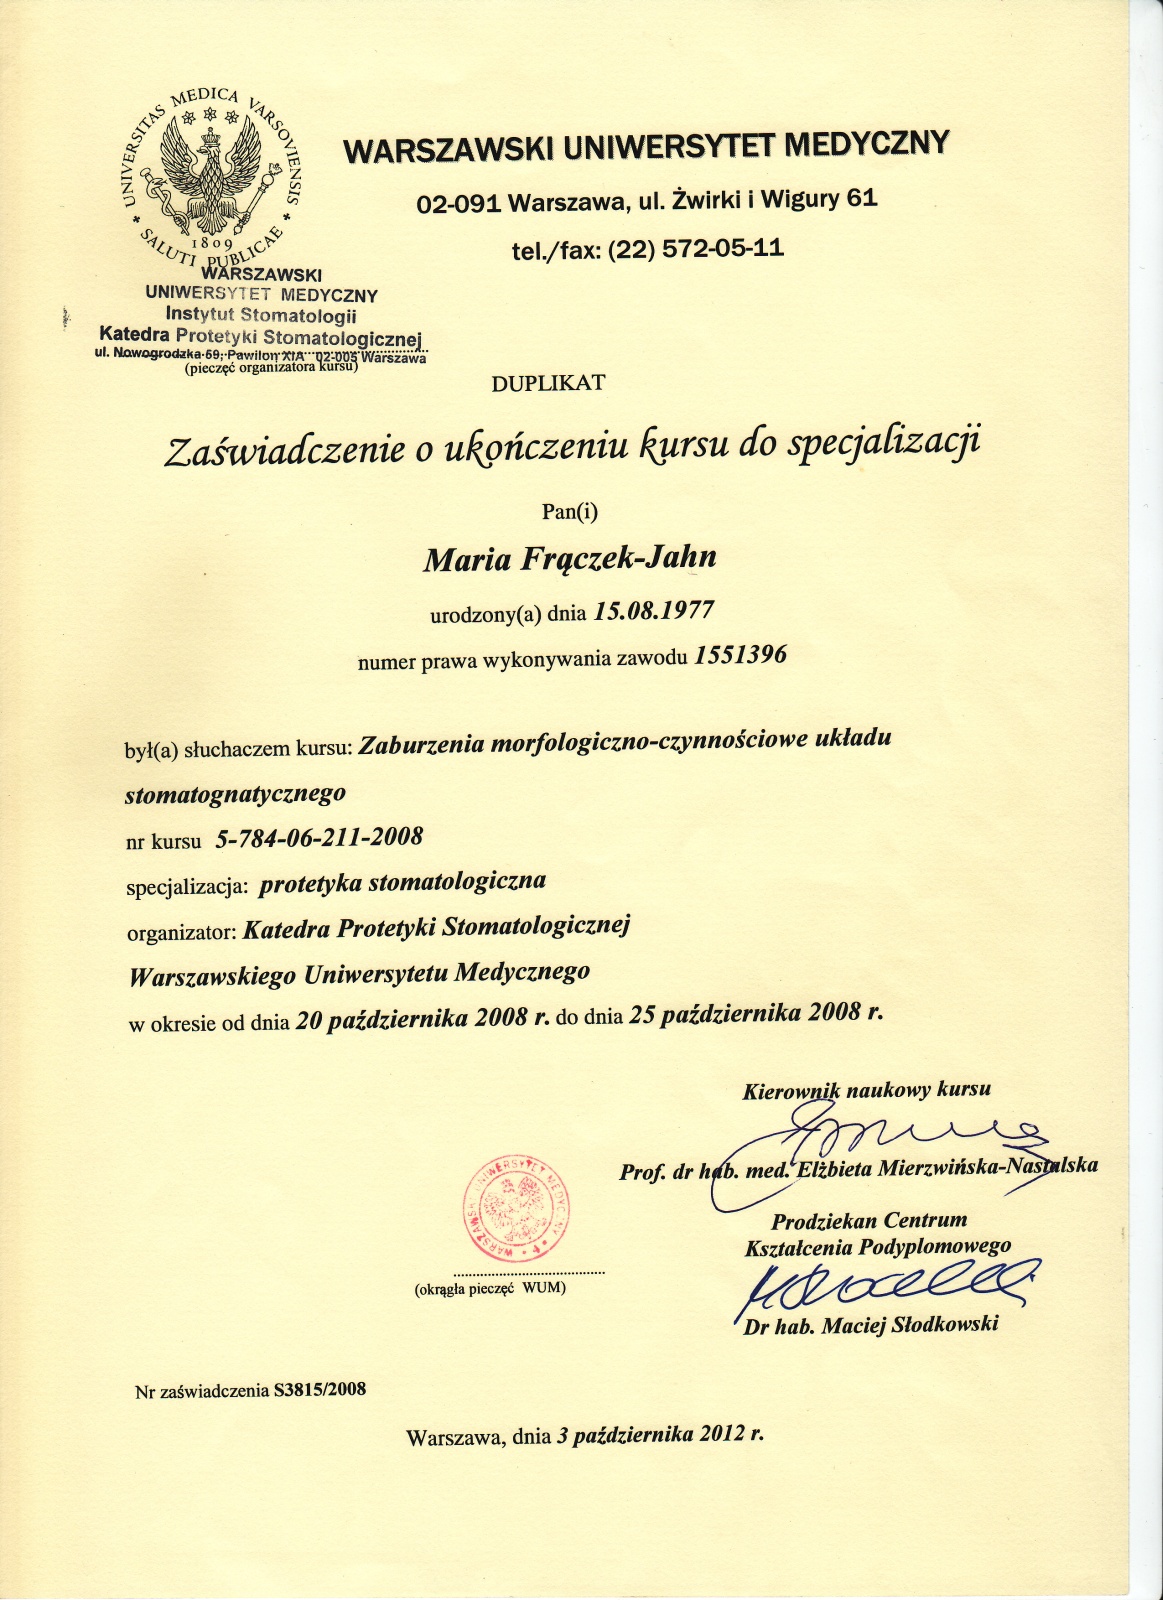 UNIVERSITAS MEDICA VARSOVIENSIS
1809
SALUTI PUBLICAE
WARSZAWSKI UNIWERSYTET MEDYCZNY
02-091 Warszawa, ul. Żwirki i Wigury 61
tel./fax: (22) 572-05-11
WARSZAWSKI
UNIWERSYTET MEDYCZNY
Instytut Stomatologii
Katedra Protetyki Stomatologicznej
ul. Nowogrodzka 59, Pawilon XIA 02-005 Warszawa
(pieczęć organizatora kursu)
DUPLIKAT
Zaświadczenie o ukończeniu kursu do specjalizacji
Pan(i)
Maria Frączek-Jahn
urodzony(a) dnia 15.08.1977
numer prawa wykonywania zawodu 1551396
był(a) słuchaczem kursu: Zaburzenia morfologiczno-czynnościowe układu
stomatognatycznego
nr kursu 5-784-06-211-2008
specjalizacja: protetyka stomatologiczna
organizator: Katedra Protetyki Stomatologicznej
Warszawskiego Uniwersytetu Medycznego
w okresie od dnia 20 października 2008 r. do dnia 25 października 2008 r.
Kierownik naukowy kursu
Prof. dr hab. med. Elżbieta Mierzwińska-Nastalska
Prodziekan Centrum
Kształcenia Podyplomowego
Dr hab. Maciej Słodkowski
WARSZAWSKI UNIWERSYTET MEDYCZNY
(okrągła pieczęć WUM)
Nr zaświadczenia S3815/2008
Warszawa, dnia 3 października 2012 r.